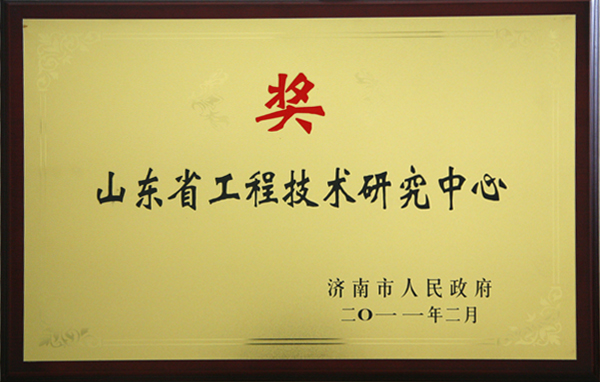 奖
山东省工程技术研究中心
济南市人民政府
二〇一一年二月